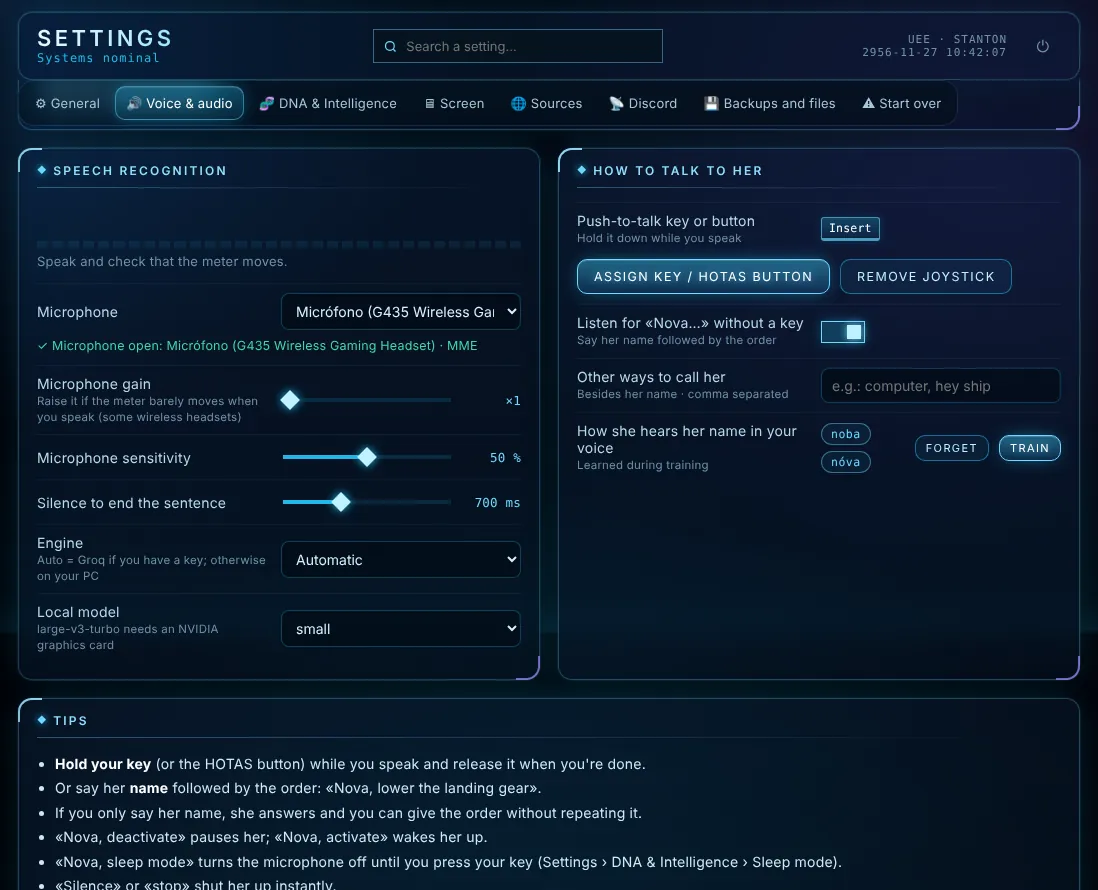 SETTINGS
Systems nominal
Search a setting...
UEE · STANTON
2956-11-27 10:42:07
⚙ General
🔊 Voice & audio
🧬 DNA & Intelligence
🖥 Screen
🌐 Sources
📡 Discord
💾 Backups and files
⚠ Start over
SPEECH RECOGNITION
Speak and check that the meter moves.
Microphone
Micrófono (G435 Wireless Gar
✓ Microphone open: Micrófono (G435 Wireless Gaming Headset) · MME
Microphone gain
Raise it if the meter barely moves when
you speak (some wireless headsets)
×1
Microphone sensitivity
50 %
Silence to end the sentence
700 ms
Engine
Auto = Groq if you have a key; otherwise
on your PC
Automatic
Local model
large-v3-turbo needs an NVIDIA
graphics card
small
HOW TO TALK TO HER
Push-to-talk key or button
Hold it down while you speak
Insert
ASSIGN KEY / HOTAS BUTTON
REMOVE JOYSTICK
Listen for «Nova...» without a key
Say her name followed by the order
Other ways to call her
Besides her name · comma separated
e.g.: computer, hey ship
How she hears her name in your
voice
Learned during training
noba
nóva
FORGET
TRAIN
TIPS
• Hold your key (or the HOTAS button) while you speak and release it when you're done.
• Or say her name followed by the order: «Nova, lower the landing gear».
• If you only say her name, she answers and you can give the order without repeating it.
• «Nova, deactivate» pauses her; «Nova, activate» wakes her up.
• «Nova, sleep mode» turns the microphone off until you press your key (Settings › DNA & Intelligence › Sleep mode).
• «Silence» or «stop» shut her up instantly.